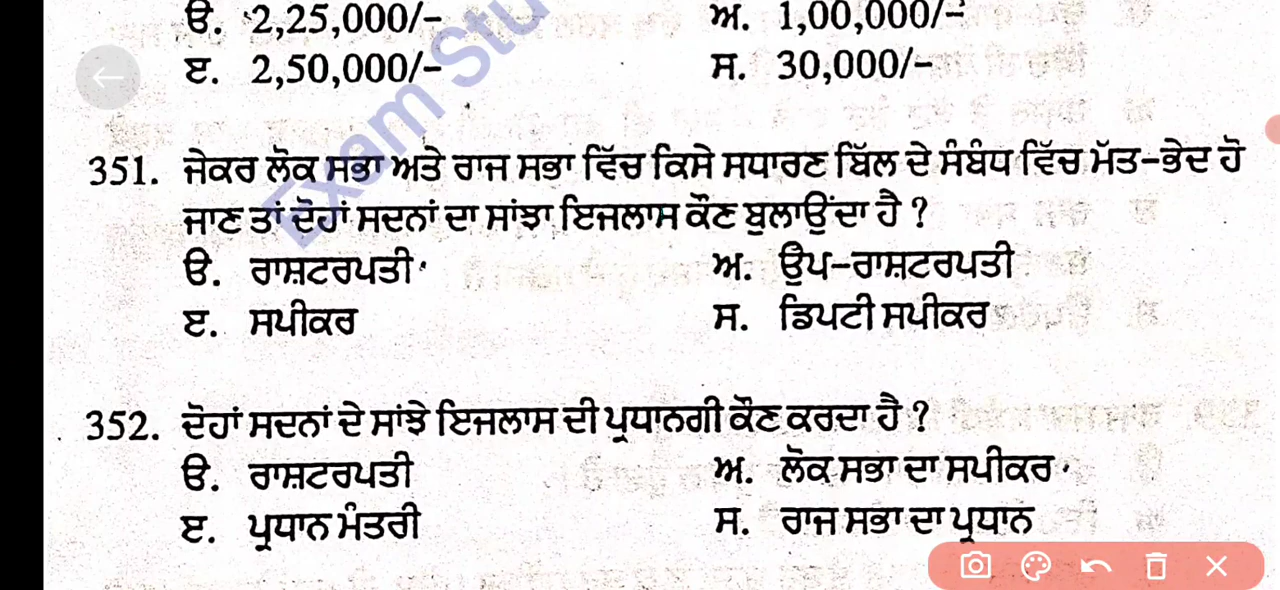 ੳ. 2,25,000/-
ਅ. 1,00,000/-
ੲ. 2,50,000/-
ਸ. 30,000/-
Exam Stu
351. ਜੇਕਰ ਲੋਕ ਸਭਾ ਅਤੇ ਰਾਜ ਸਭਾ ਵਿੱਚ ਕਿਸੇ ਸਧਾਰਣ ਬਿੱਲ ਦੇ ਸੰਬੰਧ ਵਿੱਚ ਮੱਤ-ਭੇਦ ਹੋ
ਜਾਣ ਤਾਂ ਦੋਹਾਂ ਸਦਨਾਂ ਦਾ ਸਾਂਝਾ ਇਜਲਾਸ ਕੌਣ ਬੁਲਾਉਂਦਾ ਹੈ ?
ੳ. ਰਾਸ਼ਟਰਪਤੀ
ਅ. ਉਪ-ਰਾਸ਼ਟਰਪਤੀ
ੲ. ਸਪੀਕਰ
ਸ. ਡਿਪਟੀ ਸਪੀਕਰ
352. ਦੋਹਾਂ ਸਦਨਾਂ ਦੇ ਸਾਂਝੇ ਇਜਲਾਸ ਦੀ ਪ੍ਰਧਾਨਗੀ ਕੌਣ ਕਰਦਾ ਹੈ ?
ੳ. ਰਾਸ਼ਟਰਪਤੀ
ਅ. ਲੋਕ ਸਭਾ ਦਾ ਸਪੀਕਰ
ੲ. ਪ੍ਰਧਾਨ ਮੰਤਰੀ
ਸ. ਰਾਜ ਸਭਾ ਦਾ ਪ੍ਰਧਾਨ